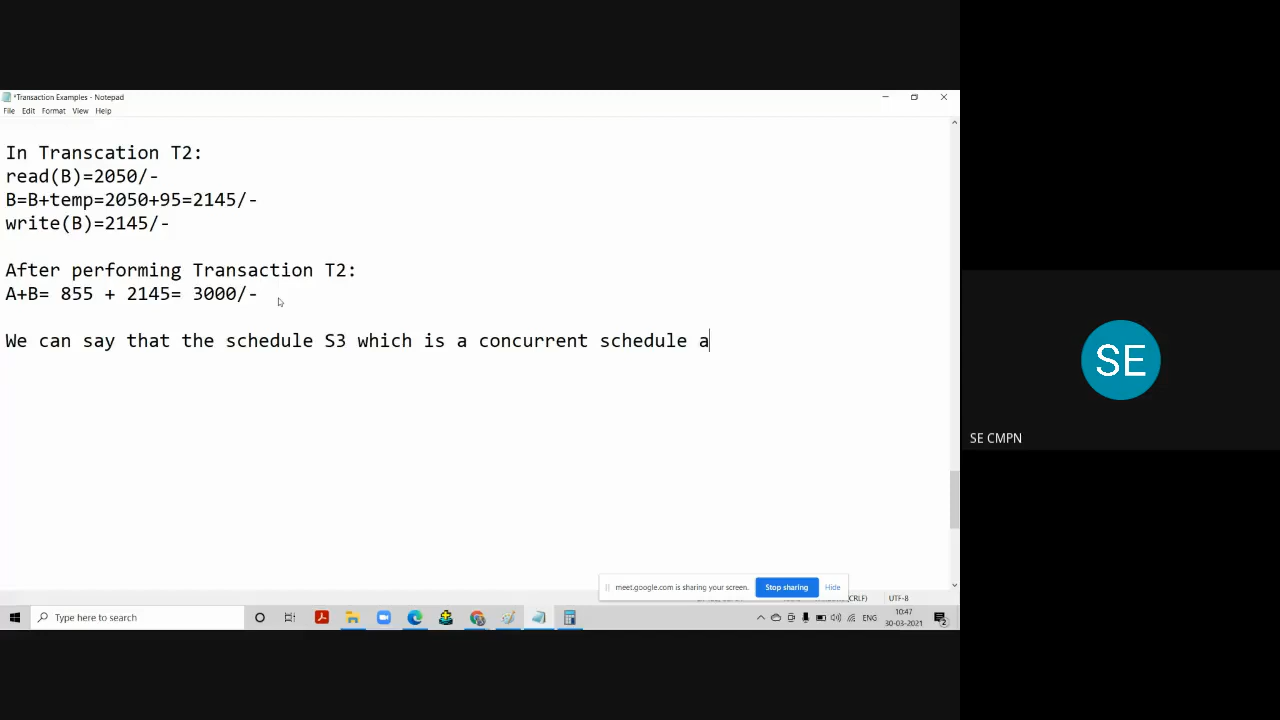 *Transaction Examples - Notepad
File Edit Format View Help
In Transcation T2:
read(B)=2050/-
B=B+temp=2050+95=2145/-
write(B)=2145/-
After performing Transaction T2:
A+B= 855 + 2145= 3000/-
We can say that the schedule S3 which is a concurrent schedule a
SE
SE CMPN
meet.google.com is sharing your screen. Stop sharing Hide
(CRLF) UTF-8
Type here to search
ENG
10:47
30-03-2021
2